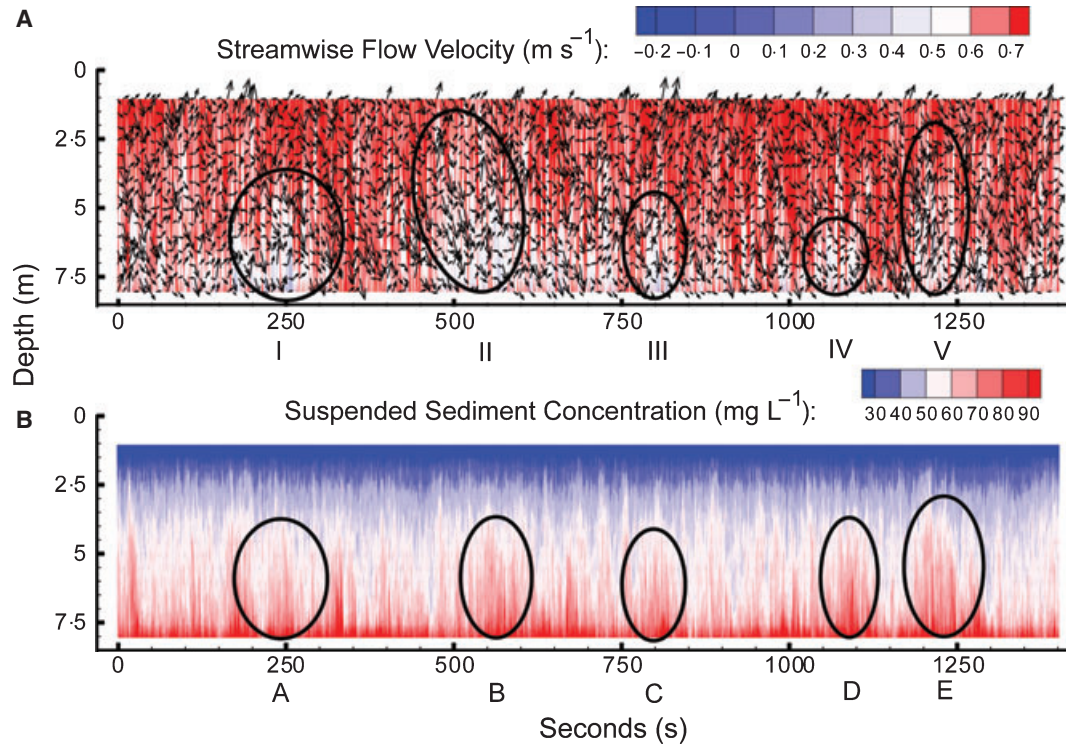 A
Streamwise Flow Velocity (m s⁻¹):
−0·2 −0·1 0 0·1 0·2 0·3 0·4 0·5 0·6 0·7
0
2·5
5
7·5
0 250 500 750 1000 1250
I II III IV V
Depth (m)
B
Suspended Sediment Concentration (mg L⁻¹):
30 40 50 60 70 80 90
0
2·5
5
7·5
0 250 500 750 1000 1250
A B C D E
Seconds (s)